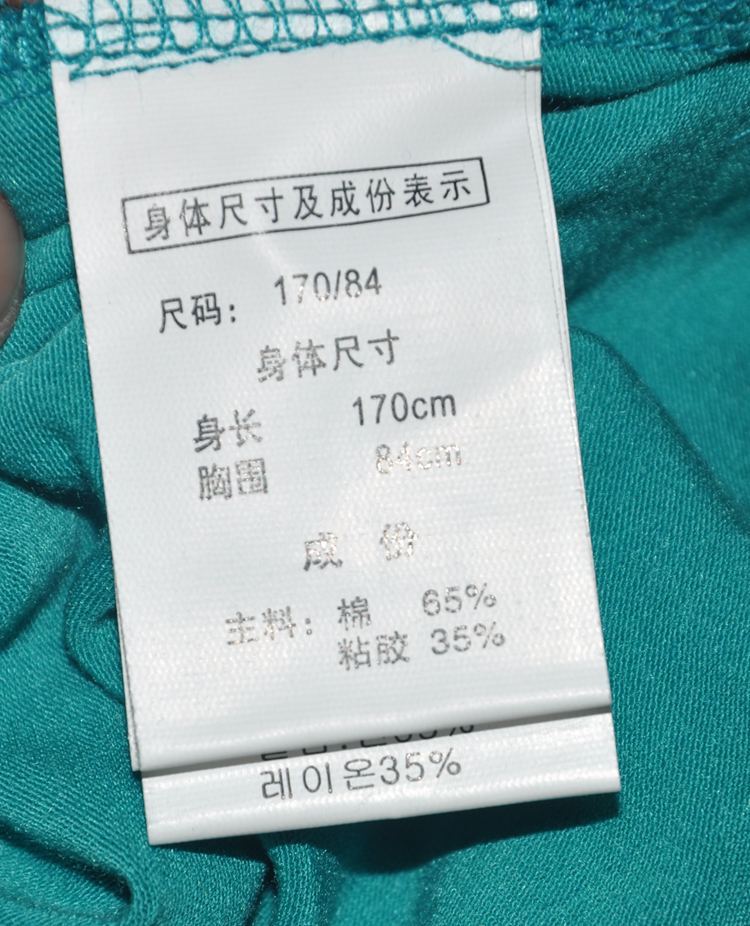 身体尺寸及成份表示
尺码: 170/84
身体尺寸
身长 170cm
胸围 84cm
成 份
主料: 棉 65%
粘胶 35%
레이온35%